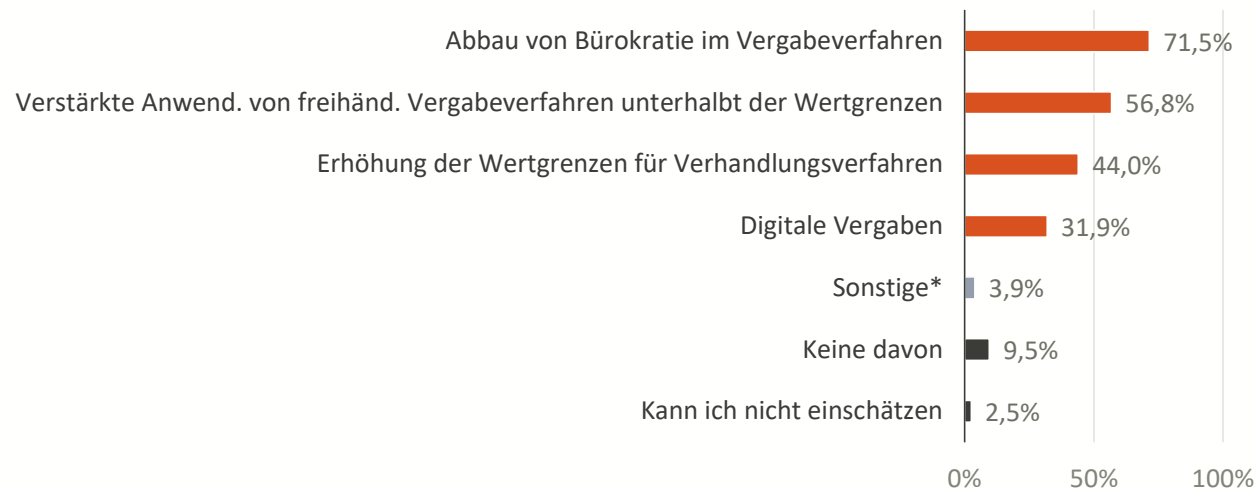 Abbau von Bürokratie im Vergabeverfahren 71,5%
Verstärkte Anwend. von freihänd. Vergabeverfahren unterhalbt der Wertgrenzen 56,8%
Erhöhung der Wertgrenzen für Verhandlungsverfahren 44,0%
Digitale Vergaben 31,9%
Sonstige* 3,9%
Keine davon 9,5%
Kann ich nicht einschätzen 2,5%
0% 50% 100%